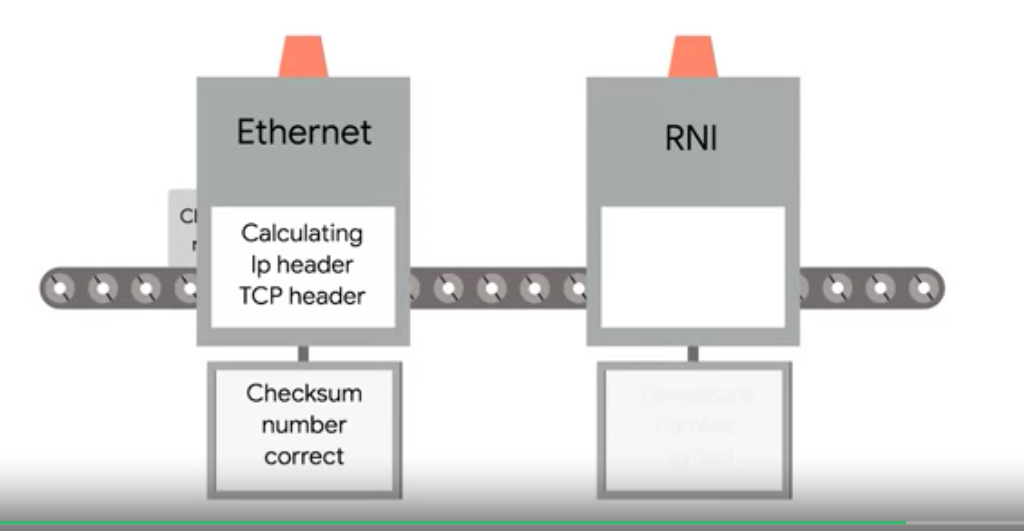 Ethernet
RNI
Calculating
Ip header
TCP header
Checksum
number
correct